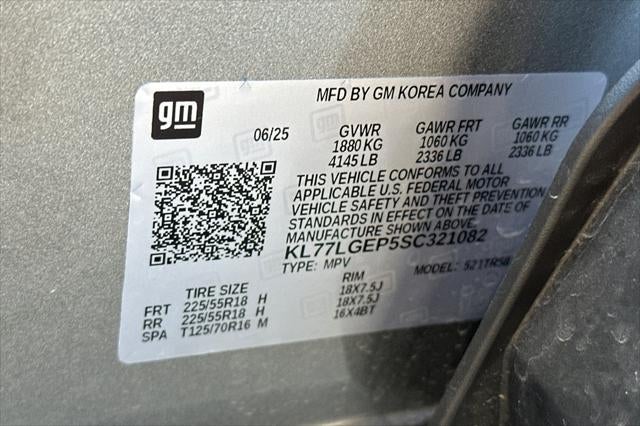 gm
MFD BY GM KOREA COMPANY
06/25 GVWR GAWR FRT GAWR RR
1880 KG 1060 KG 1060 KG
4145 LB 2336 LB 2336 LB
THIS VEHICLE CONFORMS TO ALL
APPLICABLE U.S. FEDERAL MOTOR
VEHICLE SAFETY AND THEFT PREVENTION
STANDARDS IN EFFECT ON THE DATE OF
MANUFACTURE SHOWN ABOVE.
KL77LGEP5SC321082
TYPE: MPV MODEL: 521TR58
TIRE SIZE RIM
FRT 225/55R18 H 18X7.5J
RR 225/55R18 H 18X7.5J
SPA T125/70R16 M 16X4BT